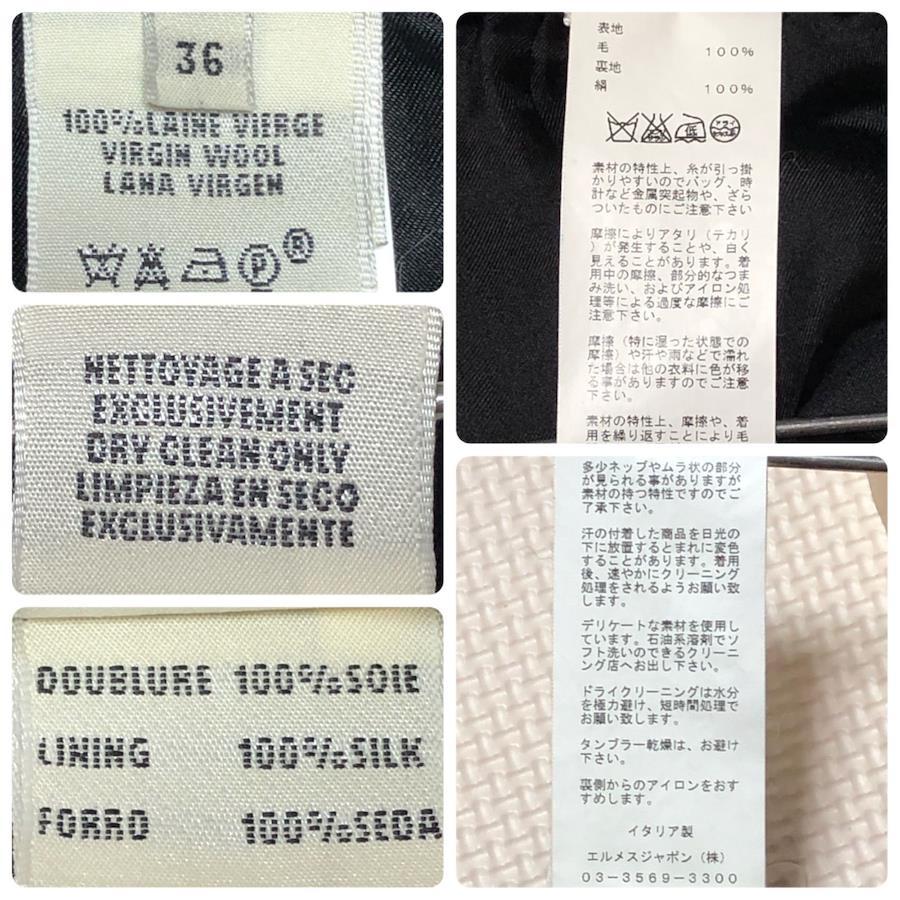 36
100%LAINE VIERGE
VIRGIN WOOL
LANA VIRGEN
P®
NETTOYAGE A SEC
EXCLUSIVEMENT
DRY CLEAN ONLY
LIMPIEZA EN SECO
EXCLUSIVAMENTE
DOUBLURE 100%SOIE
LINING 100%SILK
FORRO 100%SEDA
表地
毛 100%
裏地
絹 100%
低
素材の特性上、糸が引っ掛
かりやすいのでバッグ、時
計など金属突起物や、ざら
ついたものにご注意下さい
摩擦によりアタリ（テカリ
）が発生することや、白く
見えることがあります。着
用中の摩擦、部分的なつま
み洗い、およびアイロン処
理等による過度な摩擦にご
注意下さい。
摩擦（特に湿った状態での
摩擦）や汗や雨などで濡れ
た場合は他の衣料に色が移
る事がありますのでご注意
下さい。
素材の特性上、摩擦や、着
用を繰り返すことにより毛
多少ネップやムラ状の部分
が見られる事がありますが
素材の持つ特性ですのでご
了承下さい。
汗の付着した商品を日光の
下に放置するとまれに変色
することがあります。着用
後、速やかにクリーニング
処理をされるようお願い致
します。
デリケートな素材を使用し
ています。石油系溶剤でソ
フト洗いのできるクリーニ
ング店へお出し下さい。
ドライクリーニングは水分
を極力避け、短時間処理で
お願い致します。
タンブラー乾燥は、お避け
下さい。
裏側からのアイロンをおす
すめします。
イタリア製
エルメスジャポン（株）
03-3569-3300